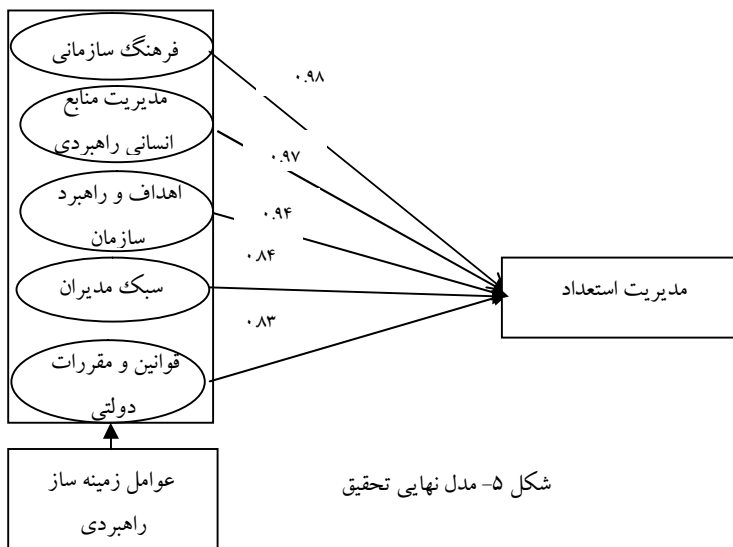 فرهنگ سازمانی
۰.۹۸
مدیریت منابع
انسانی راهبردی
۰.۹۷
اهداف و راهبرد
سازمان
۰.۹۴
۰.۸۴
سبک مدیران
مدیریت استعداد
۰.۸۳
قوانین و مقررات
دولتی
عوامل زمینه ساز
راهبردی
شکل ۵- مدل نهایی تحقیق